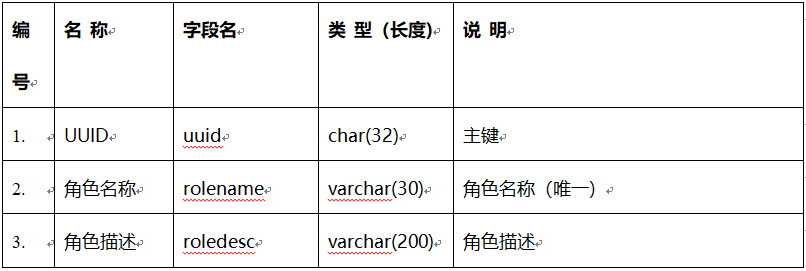 编号 名 称 字段名 类 型（长度) 说 明
1. UUID uuid char(32) 主键
2. 角色名称 rolename varchar(30) 角色名称（唯一）
3. 角色描述 roledesc varchar(200) 角色描述